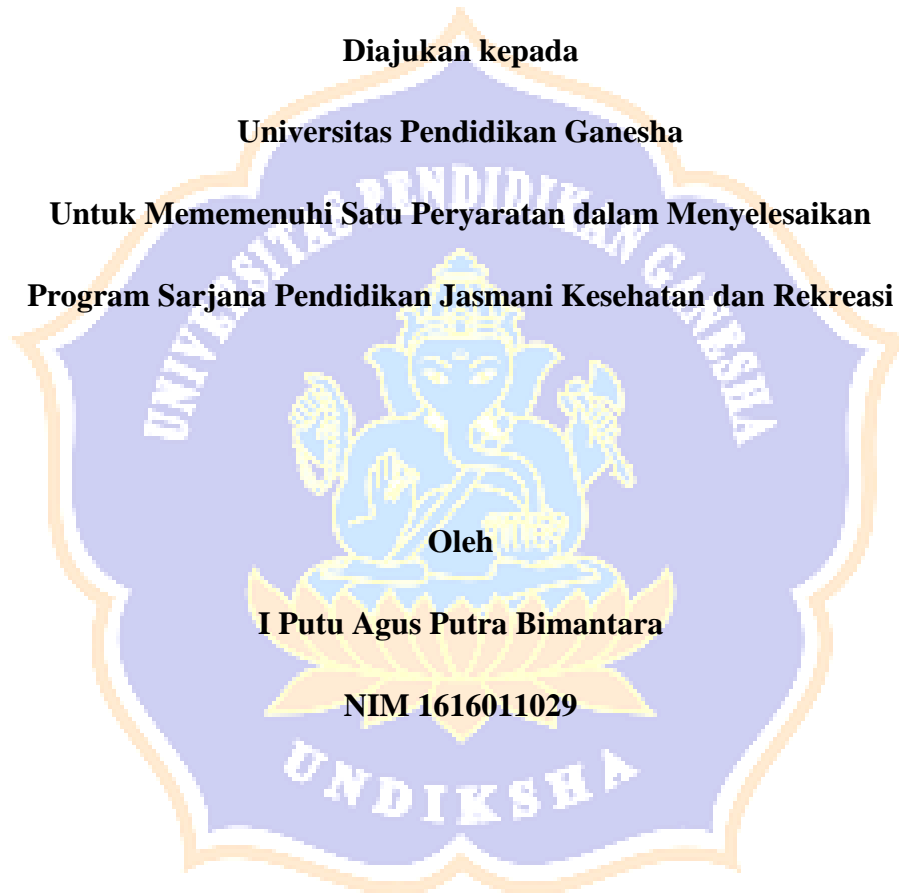 Diajukan kepada
Universitas Pendidikan Ganesha
UNIVERSITAS PENDIDIKAN GANESHA
Untuk Mememenuhi Satu Peryaratan dalam Menyelesaikan
Program Sarjana Pendidikan Jasmani Kesehatan dan Rekreasi
Oleh
I Putu Agus Putra Bimantara
NIM 1616011029
UNDIKSHA